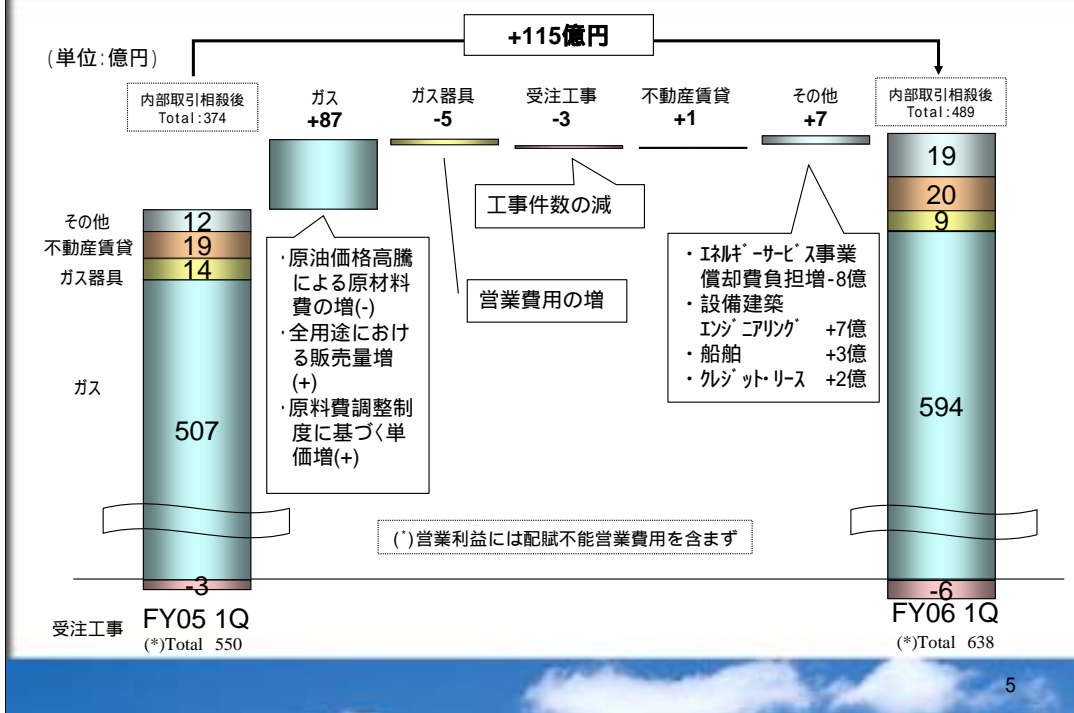 +115億円
(単位:億円)
内部取引相殺後
Total:374
ガス
+87
ガス器具
-5
受注工事
-3
不動産賃貸
+1
その他
+7
内部取引相殺後
Total:489
その他
不動産賃貸
ガス器具
ガス
12
19
14
507
-3
・原油価格高騰
による原材料
費の増(-)
・全用途におけ
る販売量増
(+)
・原料費調整制
度に基づく単
価増(+)
営業費用の増
工事件数の減
・ｴﾈﾙｷﾞｰｻｰﾋﾞｽ事業
償却費負担増-8億
・設備建築
ｴﾝｼﾞﾆｱﾘﾝｸﾞ +7億
・船舶 +3億
・ｸﾚｼﾞｯﾄ･ﾘｰｽ +2億
19
20
9
594
-6
(*)営業利益には配賦不能営業費用を含まず
受注工事
FY05 1Q
(*)Total 550
FY06 1Q
(*)Total 638
5